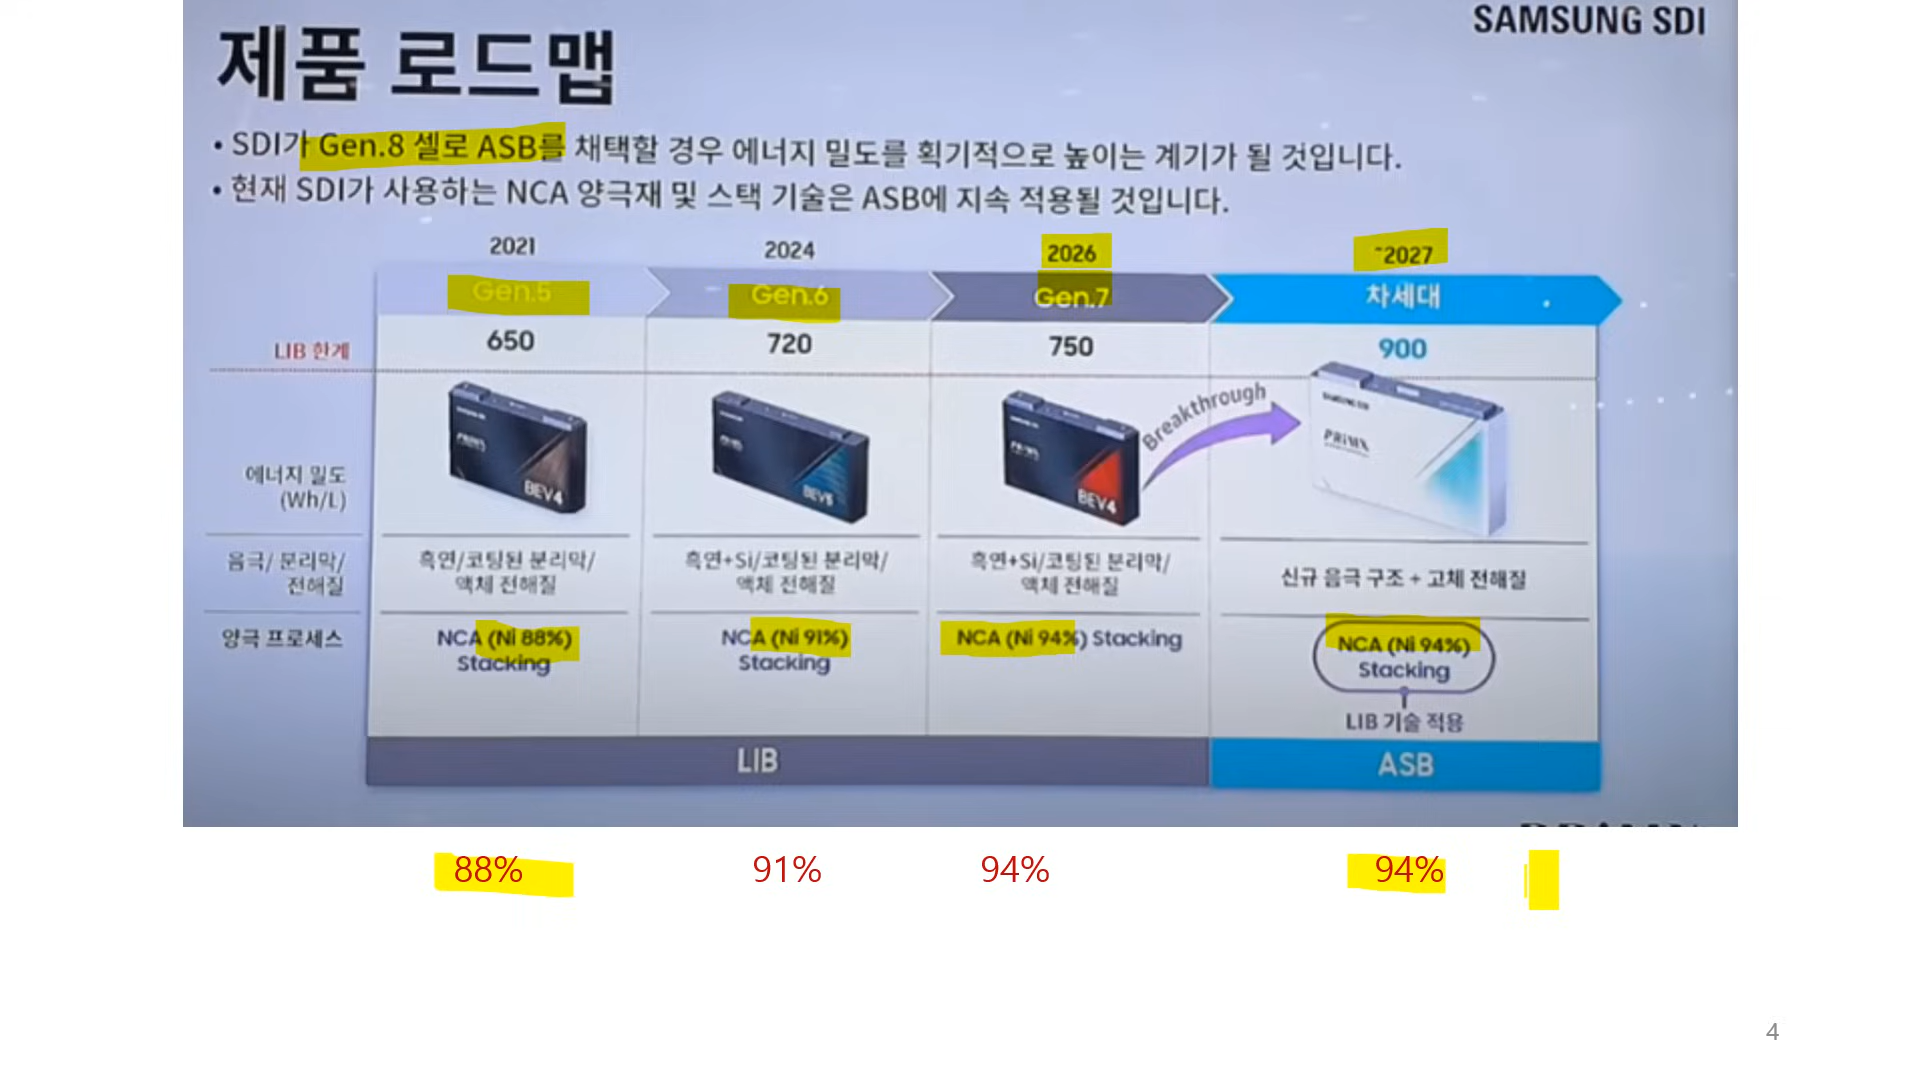 SAMSUNG SDI
제품 로드맵
• SDI가 Gen.8 셀로 ASB를 채택할 경우 에너지 밀도를 획기적으로 높이는 계기가 될 것입니다.
• 현재 SDI가 사용하는 NCA 양극재 및 스택 기술은 ASB에 지속 적용될 것입니다.
2021 2024 2026 ~2027
Gen.5 Gen.6 Gen.7 차세대
LIB 한계 650 720 750 900
Breakthrough
SAMSUNG SDI
PRiMX
BEV4 BEV4
에너지 밀도
(Wh/L)
음극/ 분리막/
전해질
흑연/코팅된 분리막/
액체 전해질
흑연+Si/코팅된 분리막/
액체 전해질
흑연+Si/코팅된 분리막/
액체 전해질
신규 음극 구조 + 고체 전해질
양극 프로세스
NCA (Ni 88%)
Stacking
NCA (Ni 91%)
Stacking
NCA (Ni 94%) Stacking
NCA (Ni 94%)
Stacking
LIB 기술 적용
LIB ASB
88% 91% 94% 94%
4